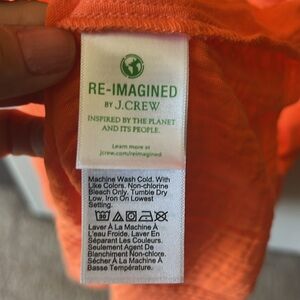 RE-IMAGINED
BY J.CREW
INSPIRED BY THE PLANET
AND ITS PEOPLE.
Learn more at
jcrew.com/reimagined
Machine Wash Cold. With
Like Colors. Non-chlorine
Bleach Only. Tumble Dry
Low. Iron on Lowest
Setting.
Laver À La Machine À
L'eau Froide. Laver En
Séparant Les Couleurs.
Seulement Agent De
Blanchiment Non-chlore.
Sécher À La Machine À
Basse Température.